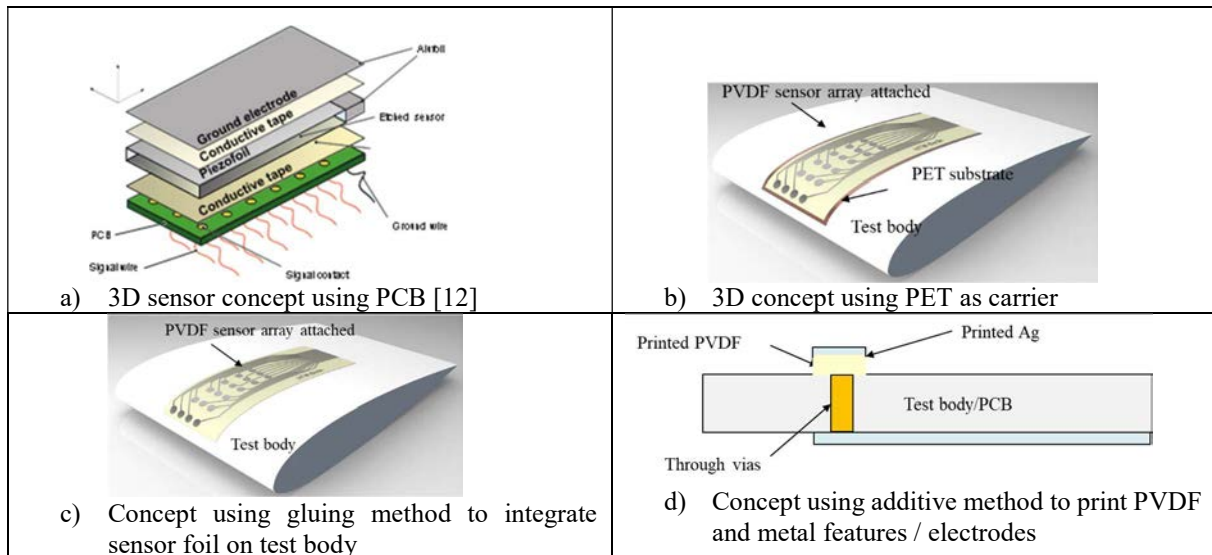 Al-foil
Ground electrode
Conductive tape
Etched sensor
Piezofoil
Conductive tape
Ground wire
PCB
Signal wire
Signal contact
a) 3D sensor concept using PCB [12]
PVDF sensor array attached
PET substrate
Test body
b) 3D concept using PET as carrier
PVDF sensor array attached
Test body
c) Concept using gluing method to integrate
sensor foil on test body
Printed Ag
Printed PVDF
Test body/PCB
Through vias
d) Concept using additive method to print PVDF
and metal features / electrodes